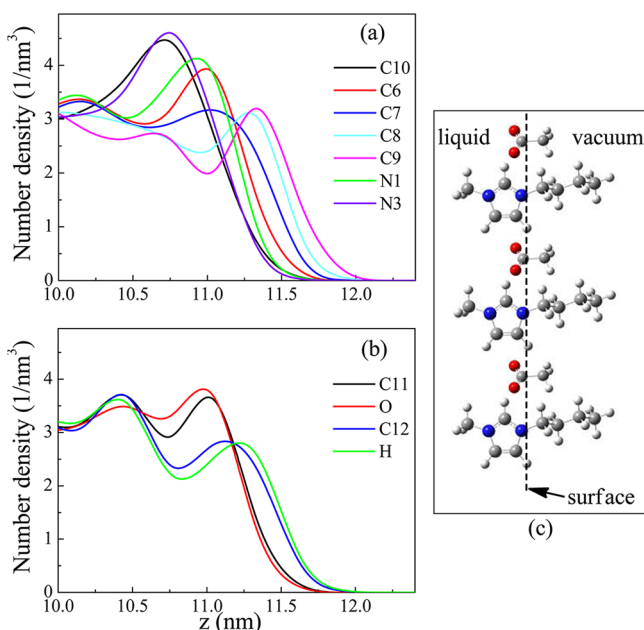 (a)
Number density (1/nm³)
4
3
2
1
0
C10
C6
C7
C8
C9
N1
N3
10.0 10.5 11.0 11.5 12.0
(b)
Number density (1/nm³)
5
4
3
2
1
0
C11
O
C12
H
10.0 10.5 11.0 11.5 12.0
z (nm)
liquid vacuum
surface
(c)